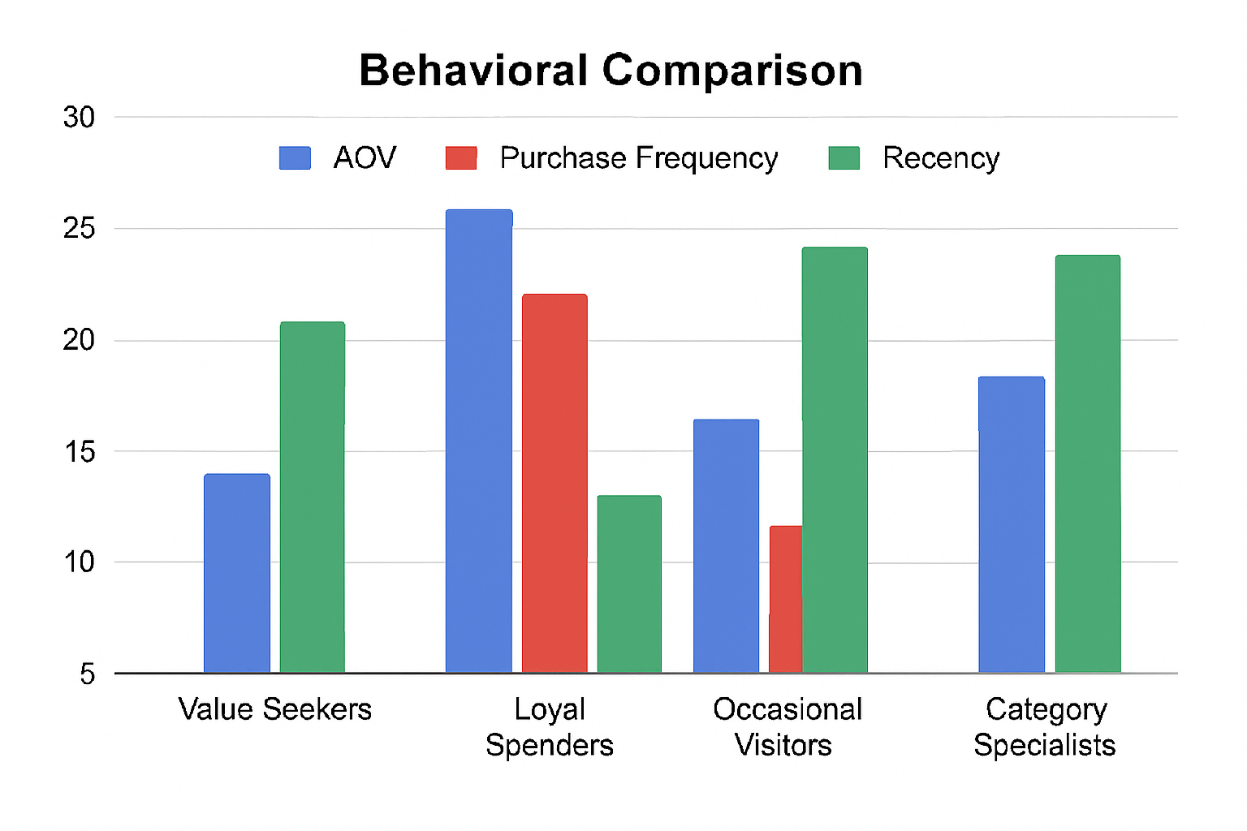 Behavioral Comparison
30
AOV Purchase Frequency Recency
25
20
15
10
5
Value Seekers Loyal Spenders Occasional Visitors Category Specialists